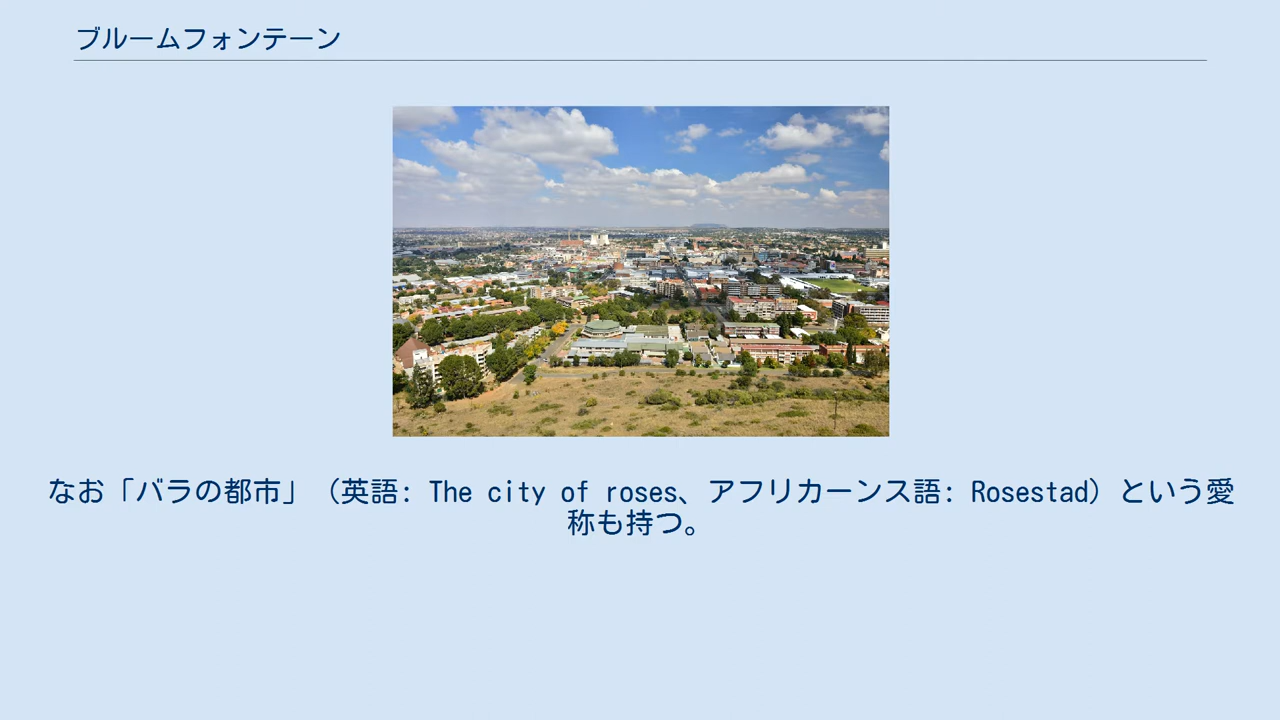 ブルームフォンテーン
なお「バラの都市」（英語: The city of roses、アフリカーンス語: Rosestad）という愛
称も持つ。